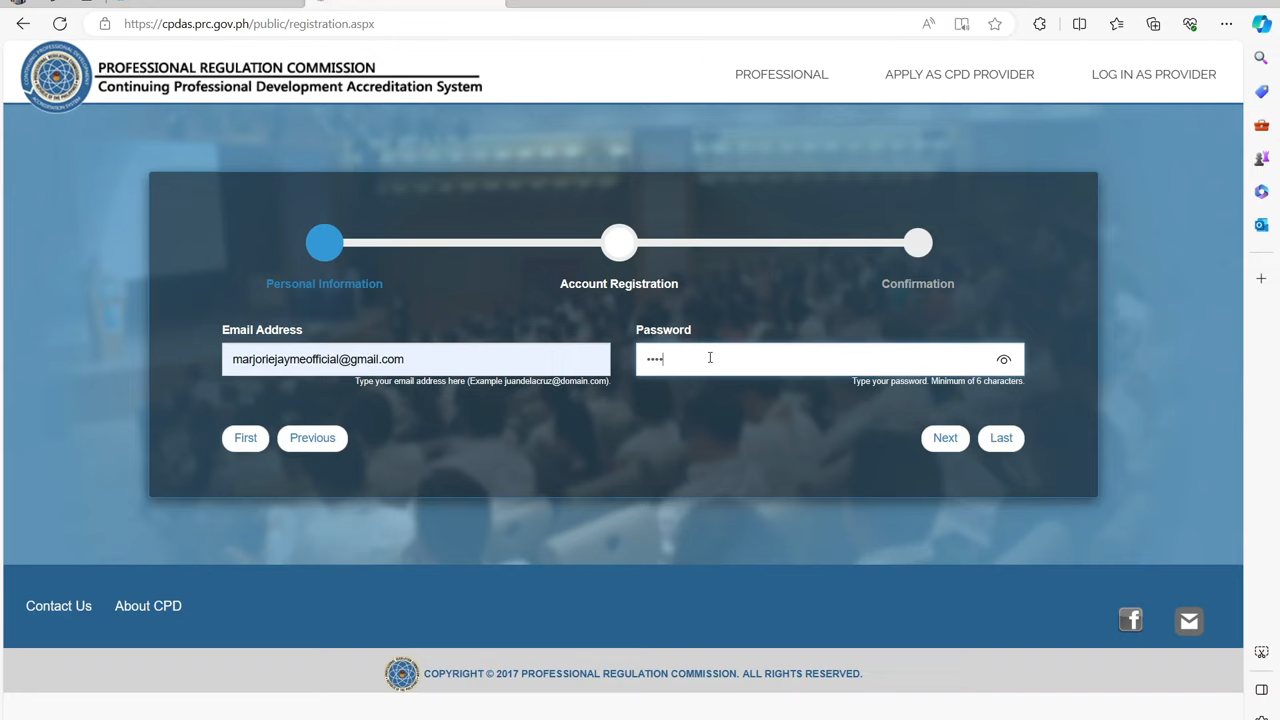 https://cpdas.prc.gov.ph/public/registration.aspx
PROFESSIONAL REGULATION COMMISSION
Continuing Professional Development Accreditation System
PROFESSIONAL
APPLY AS CPD PROVIDER
LOG IN AS PROVIDER
Personal Information
Account Registration
Confirmation
Email Address
Password
marjoriejaymeofficial@gmail.com
••••
Type your email address here (Example juandelacruz@domain.com).
Type your password. Minimum of 6 characters.
First
Previous
Next
Last
Contact Us
About CPD
COPYRIGHT © 2017 PROFESSIONAL REGULATION COMMISSION. ALL RIGHTS RESERVED.